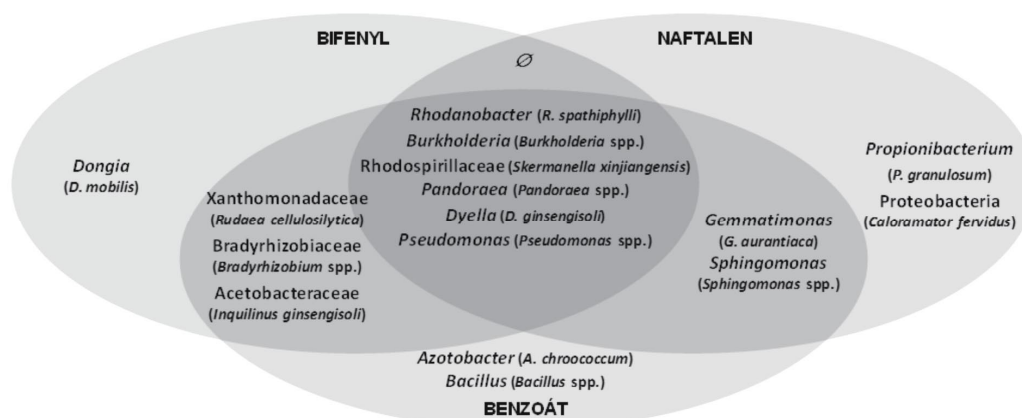 BIFENYL
NAFTALEN
∅
Dongia
(D. mobilis)
Xanthomonadaceae
(Rudaea cellulosilytica)
Bradyrhizobiaceae
(Bradyrhizobium spp.)
Acetobacteraceae
(Inquilinus ginsengisoli)
Rhodanobacter (R. spathiphylli)
Burkholderia (Burkholderia spp.)
Rhodospirillaceae (Skermanella xinjiangensis)
Pandoraea (Pandoraea spp.)
Dyella (D. ginsengisoli)
Pseudomonas (Pseudomonas spp.)
Gemmatimonas
(G. aurantiaca)
Sphingomonas
(Sphingomonas spp.)
Propionibacterium
(P. granulosum)
Proteobacteria
(Caloramator fervidus)
Azotobacter (A. chroococcum)
Bacillus (Bacillus spp.)
BENZOÁT